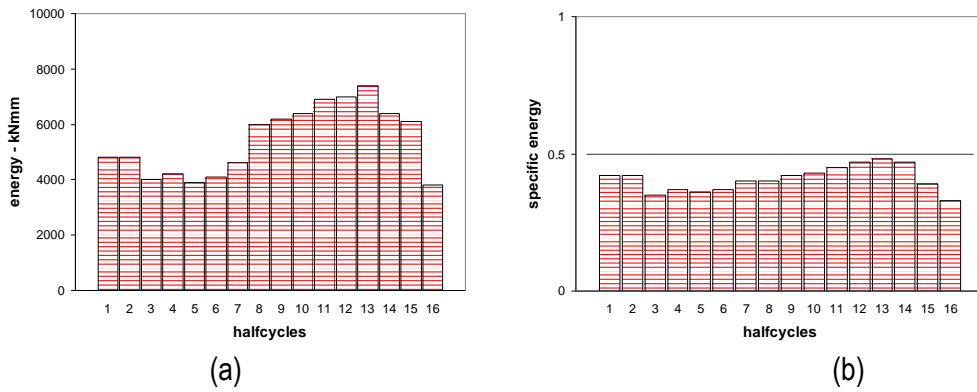 10000
8000
6000
4000
2000
0
energy - kNmm
1 2 3 4 5 6 7 8 9 10 11 12 13 14 15 16
halfcycles
(a)
1
0.5
0
specific energy
1 2 3 4 5 6 7 8 9 10 11 12 13 14 15 16
halfcycles
(b)